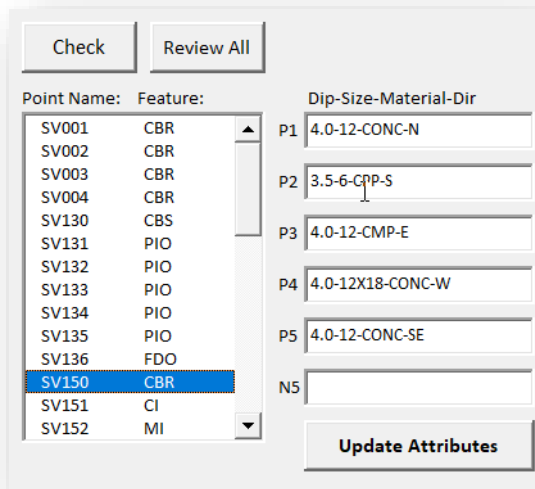 Check
Review All
Point Name: Feature:
SV001 CBR
SV002 CBR
SV003 CBR
SV004 CBR
SV130 CBS
SV131 PIO
SV132 PIO
SV133 PIO
SV134 PIO
SV135 PIO
SV136 FDO
SV150 CBR
SV151 CI
SV152 MI
Dip-Size-Material-Dir
P1 4.0-12-CONC-N
P2 3.5-6-CPP-S
P3 4.0-12-CMP-E
P4 4.0-12X18-CONC-W
P5 4.0-12-CONC-SE
N5
Update Attributes